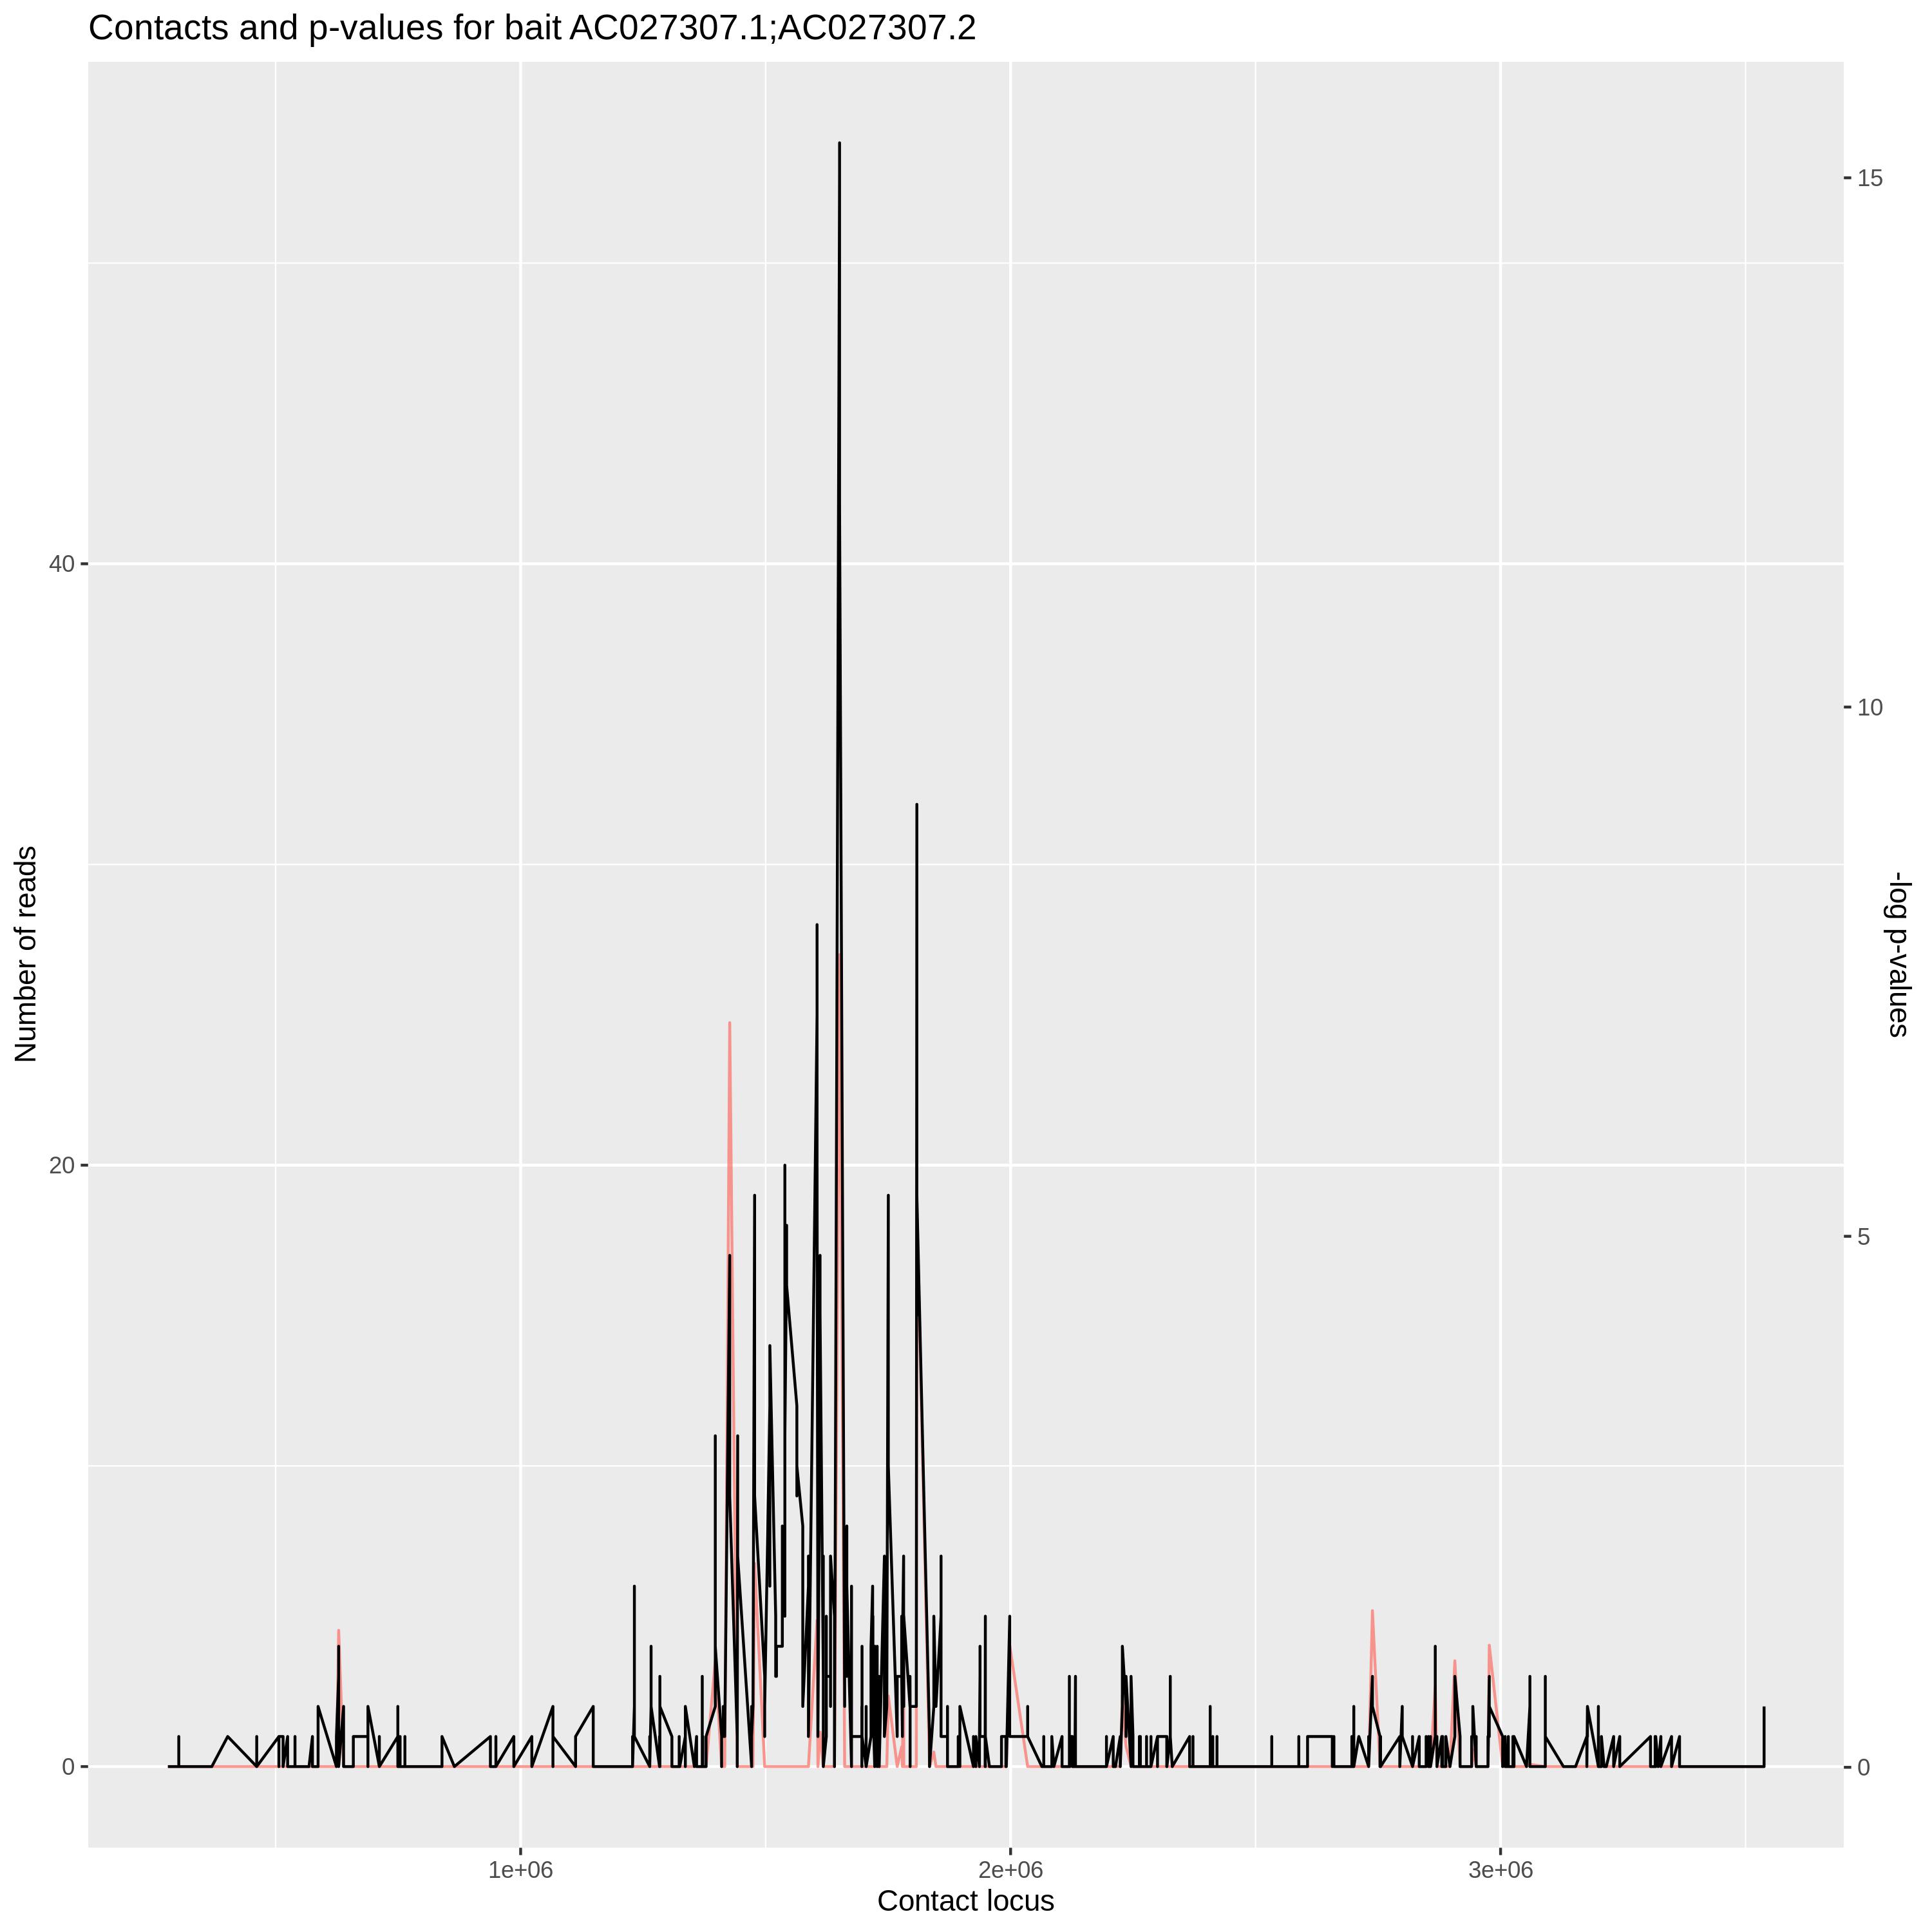 Contacts and p-values for bait AC027307.1;AC027307.2
Number of reads
40
20
0
15
10
5
0
-log p-values
1e+06
2e+06
3e+06
Contact locus